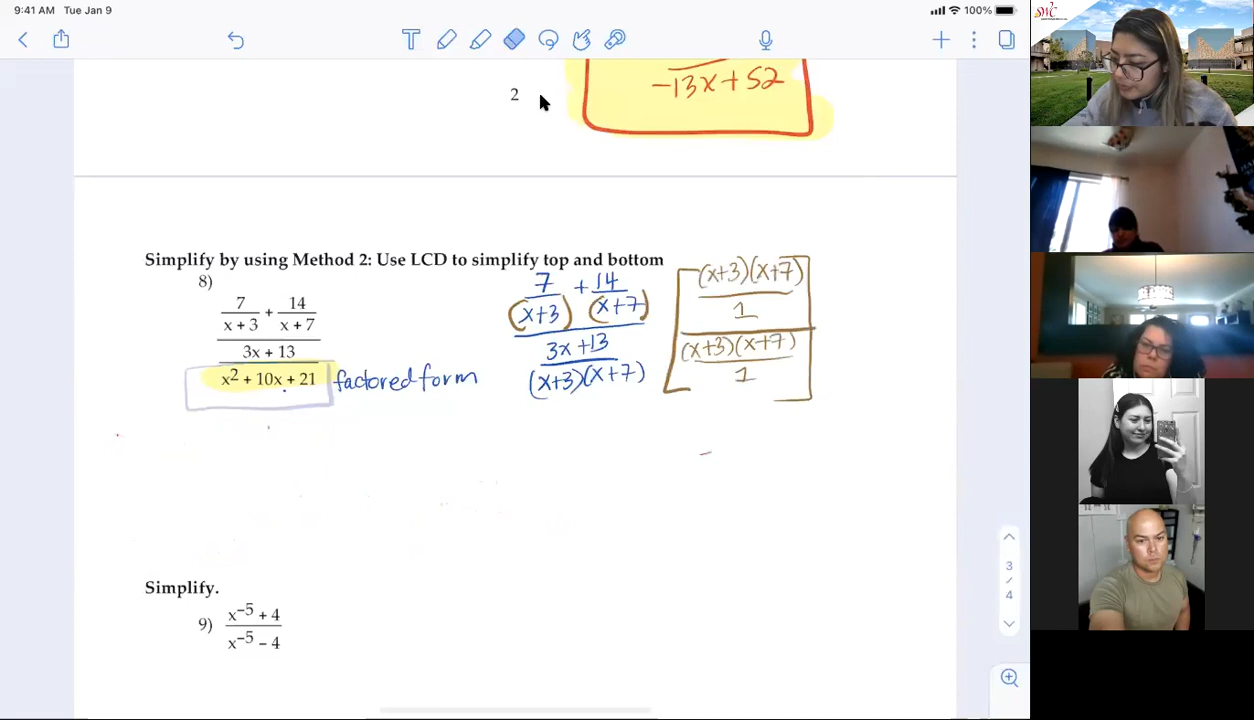 9:41 AM Tue Jan 9
100%
-13x + 52
2
Simplify by using Method 2: Use LCD to simplify top and bottom
8)
7 14
x + 3 + x + 7
3x + 13
x² + 10x + 21 factored form
7 + 14
(x+3) (x+7)
3x +13
(x+3)(x+7)
(x+3)(x+7)
1
(x+3)(x+7)
1
Simplify.
9) x⁻⁵ + 4
x⁻⁵ – 4
3
/
4
SWC